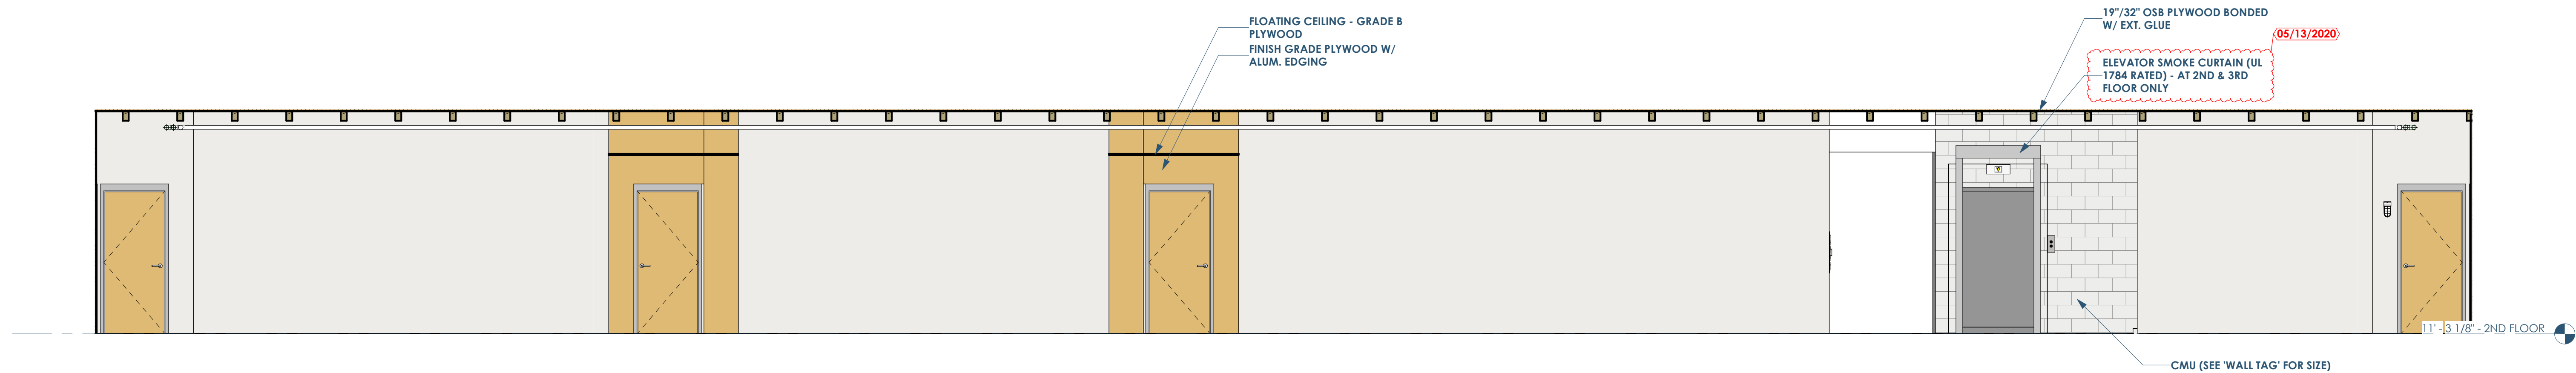 FLOATING CEILING - GRADE B
PLYWOOD
FINISH GRADE PLYWOOD W/
ALUM. EDGING
19"/32" OSB PLYWOOD BONDED
W/ EXT. GLUE
05/13/2020
ELEVATOR SMOKE CURTAIN (UL
1784 RATED) - AT 2ND & 3RD
FLOOR ONLY
11' - 3 1/8" - 2ND FLOOR
CMU (SEE 'WALL TAG' FOR SIZE)